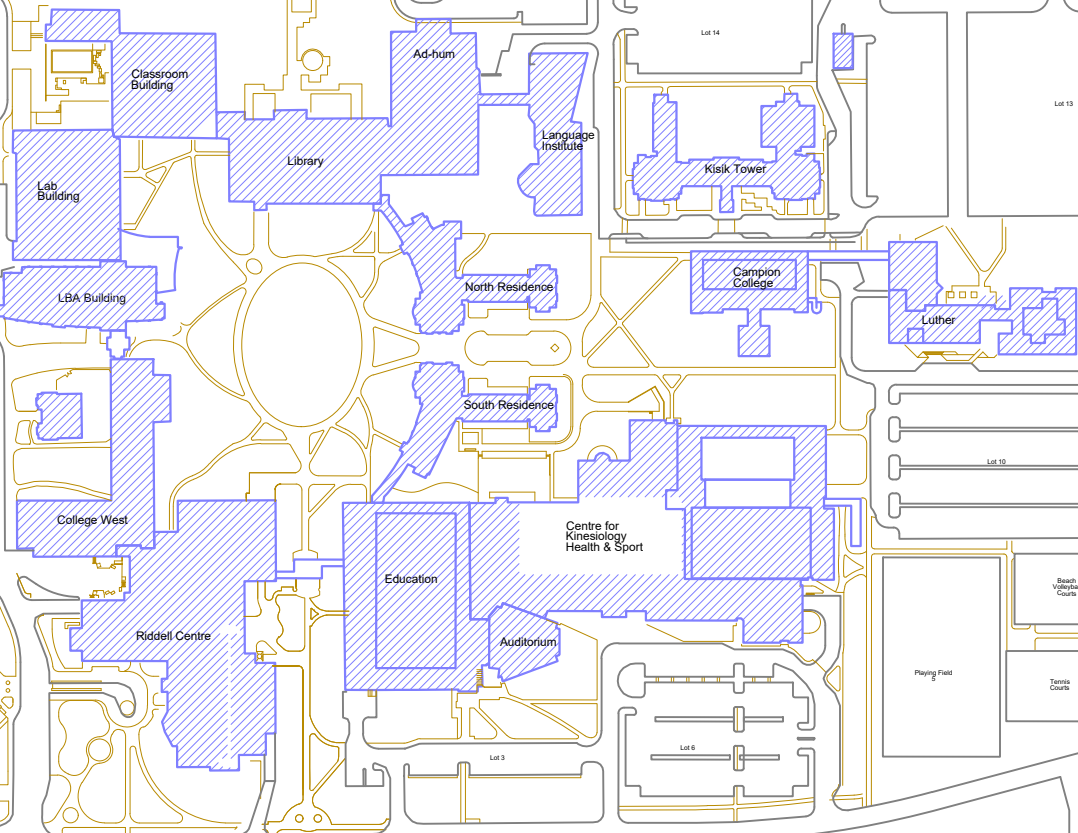 Lot 14
Ad-hum
Classroom
Building
Lot 13
Language
Institute
Library
Kisik Tower
Lab
Building
Campion
College
North Residence
LBA Building
Luther
South Residence
Lot 10
College West
Centre for
Kinesiology
Health & Sport
Education
Beach
Volleyba
Courts
Riddell Centre
Auditorium
Playing Field
5
Tennis
Courts
Lot 6
Lot 3